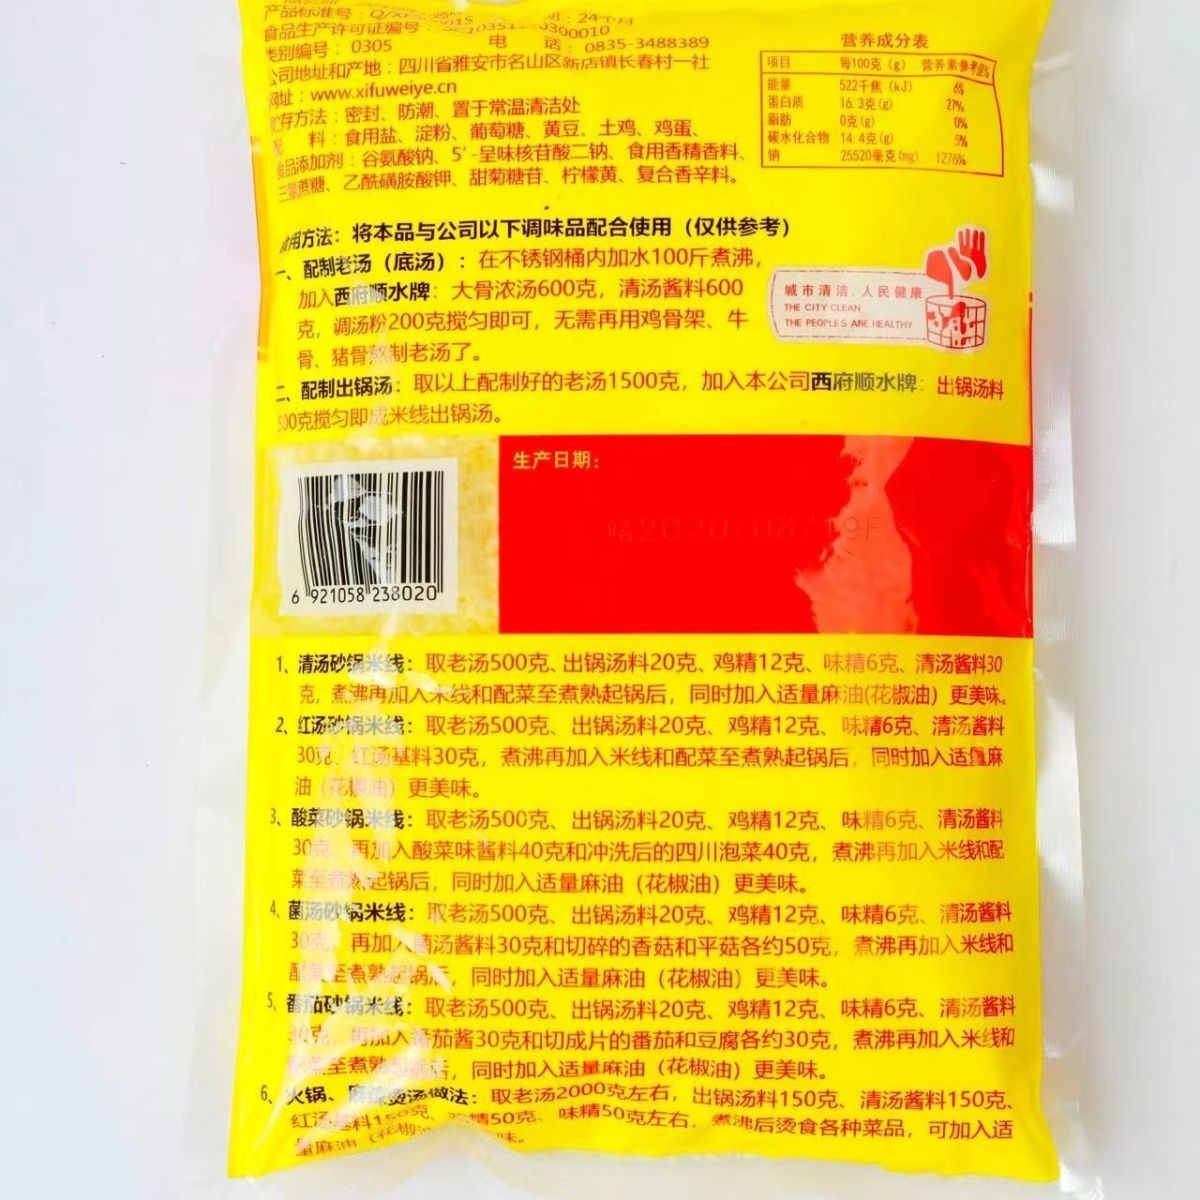 产品标准号：Q/XF
：24个月
食品生产许可证编号：
0300010
类别编号：0305 电 话：0835-3488389
公司地址和产地：四川省雅安市名山区新店镇长春村一社
网址：www.xifuweiye.cn
贮存方法：密封、防潮、置于常温清洁处
配 料：食用盐、淀粉、葡萄糖、黄豆、土鸡、鸡蛋、
食品添加剂：谷氨酸钠、5′-呈味核苷酸二钠、食用香精香料、
三氯蔗糖、乙酰磺胺酸钾、甜菊糖苷、柠檬黄、复合香辛料。
营养成分表
项目 每100克(g) 营养素参考值%
能量 522千焦(kJ) 6%
蛋白质 16.3克(g) 27%
脂肪 0克(g) 0%
碳水化合物 14.4克(g) 5%
钠 25520毫克(mg) 1276%
食用方法：将本品与公司以下调味品配合使用（仅供参考）
一、配制老汤（底汤）：在不锈钢桶内加水100斤煮沸，
加入西府顺水牌：大骨浓汤600克，清汤酱料600
克，调汤粉200克搅匀即可，无需再用鸡骨架、牛
骨、猪骨熬制老汤了。
城市清洁.人民健康
THE CITY CLEAN
THE PEOPLES ARE HEALTHY
二、配制出锅汤：取以上配制好的老汤1500克，加入本公司西府顺水牌：出锅汤料
500克搅匀即成米线出锅汤。
生产日期：
6 921058 238020
1、清汤砂锅米线：取老汤500克、出锅汤料20克、鸡精12克、味精6克、清汤酱料30
克，煮沸再加入米线和配菜至煮熟起锅后，同时加入适量麻油(花椒油）更美味。
2、红汤砂锅米线：取老汤500克、出锅汤料20克、鸡精12克、味精6克、清汤酱料
30克、红汤基料30克，煮沸再加入米线和配菜至煮熟起锅后，同时加入适量麻
油（花椒油）更美味。
3、酸菜砂锅米线：取老汤500克、出锅汤料20克、鸡精12克、味精6克、清汤酱料
30克，再加入酸菜味酱料40克和冲洗后的四川泡菜40克，煮沸再加入米线和配
菜至煮熟起锅后，同时加入适量麻油（花椒油）更美味。
4、菌汤砂锅米线：取老汤500克、出锅汤料20克、鸡精12克、味精6克、清汤酱料
30克，再加入菌汤酱料30克和切碎的香菇和平菇各约50克，煮沸再加入米线和
配菜至煮熟起锅后，同时加入适量麻油（花椒油）更美味。
5、番茄砂锅米线：取老汤500克、出锅汤料20克、鸡精12克、味精6克、清汤酱料
30克，再加入番茄酱30克和切成片的番茄和豆腐各约30克，煮沸再加入米线和
配菜至煮熟起锅后，同时加入适量麻油（花椒油）更美味。
6、火锅、麻辣烫汤做法：取老汤2000克左右，出锅汤料150克、清汤酱料150克、
红汤基料150克、鸡精50克、味精50克左右，煮沸后烫食各种菜品，可加入适
量麻油（花椒 味。